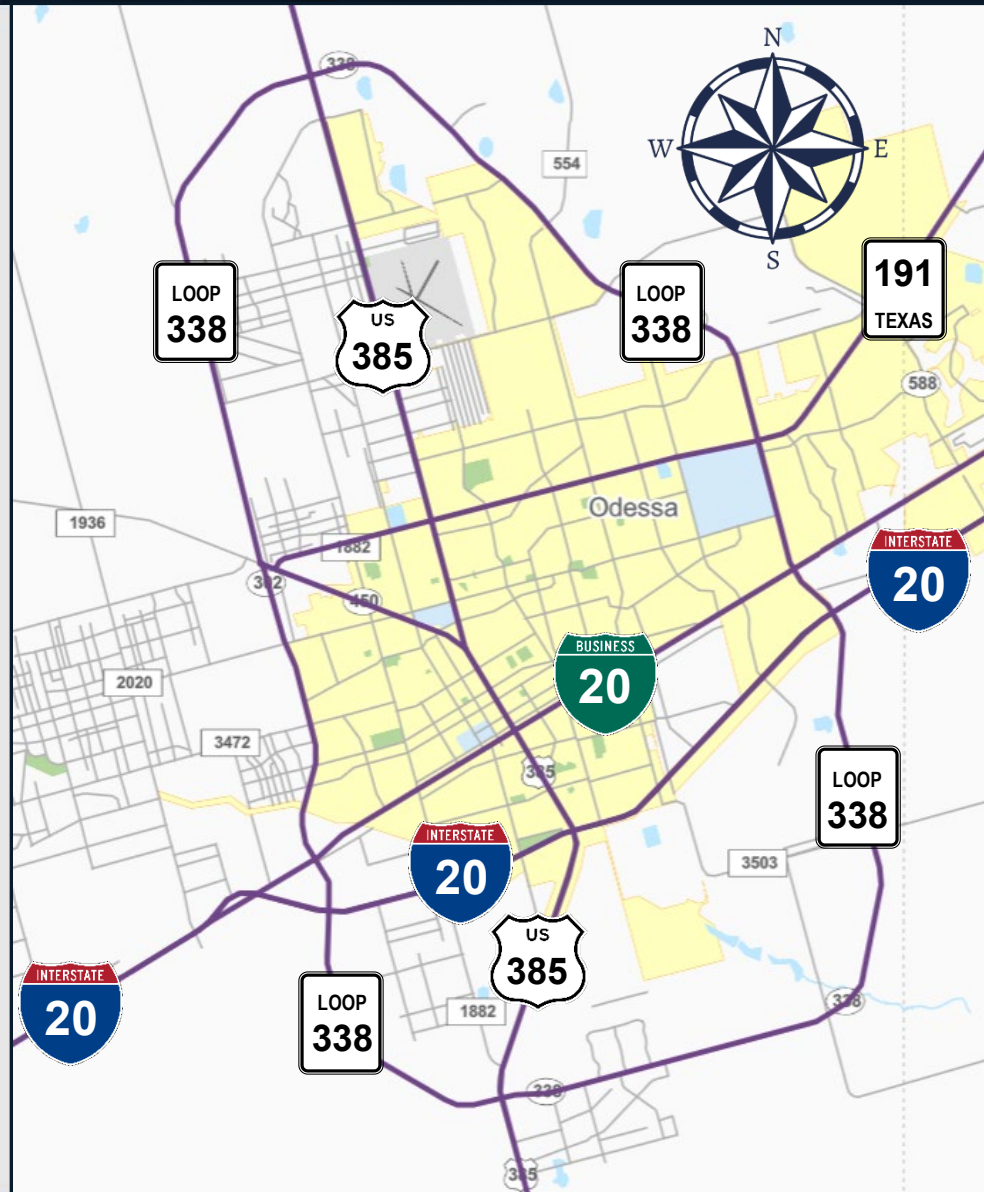 338
N
W
E
S
554
LOOP
338
US
385
LOOP
338
191
TEXAS
588
1936
Odessa
1882
302
450
INTERSTATE
20
BUSINESS
20
2020
3472
385
LOOP
338
INTERSTATE
20
3503
US
385
INTERSTATE
20
LOOP
338
1882
338
338
385